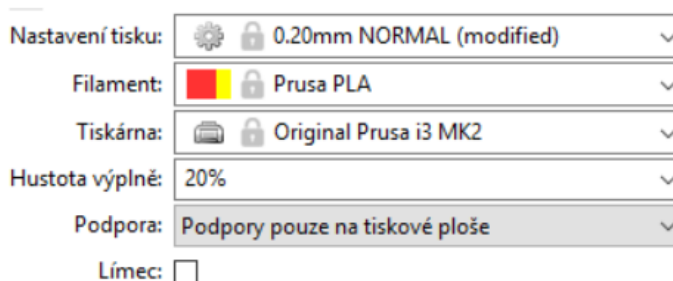 Nastavení tisku: 0.20mm NORMAL (modified)
Filament: Prusa PLA
Tiskárna: Original Prusa i3 MK2
Hustota výplně: 20%
Podpora: Podpory pouze na tiskové ploše
Límec: